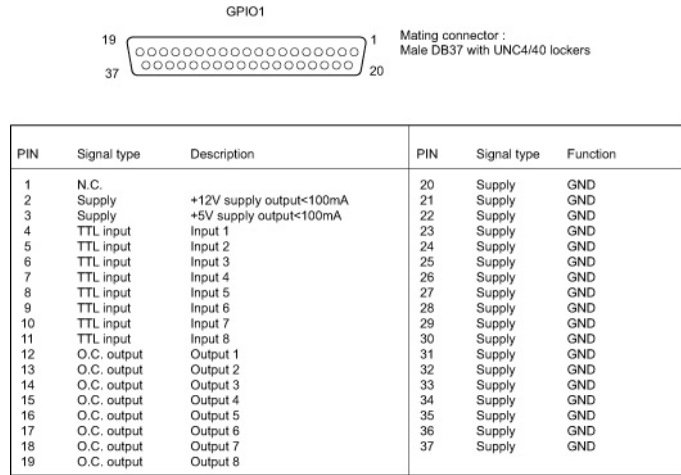 GPIO1
19 1 Mating connector :
Male DB37 with UNC4/40 lockers
37 20
PIN Signal type Description PIN Signal type Function
1 N.C. 20 Supply GND
2 Supply +12V supply output<100mA 21 Supply GND
3 Supply +5V supply output<100mA 22 Supply GND
4 TTL input Input 1 23 Supply GND
5 TTL input Input 2 24 Supply GND
6 TTL input Input 3 25 Supply GND
7 TTL input Input 4 26 Supply GND
8 TTL input Input 5 27 Supply GND
9 TTL input Input 6 28 Supply GND
10 TTL input Input 7 29 Supply GND
11 TTL input Input 8 30 Supply GND
12 O.C. output Output 1 31 Supply GND
13 O.C. output Output 2 32 Supply GND
14 O.C. output Output 3 33 Supply GND
15 O.C. output Output 4 34 Supply GND
16 O.C. output Output 5 35 Supply GND
17 O.C. output Output 6 36 Supply GND
18 O.C. output Output 7 37 Supply GND
19 O.C. output Output 8